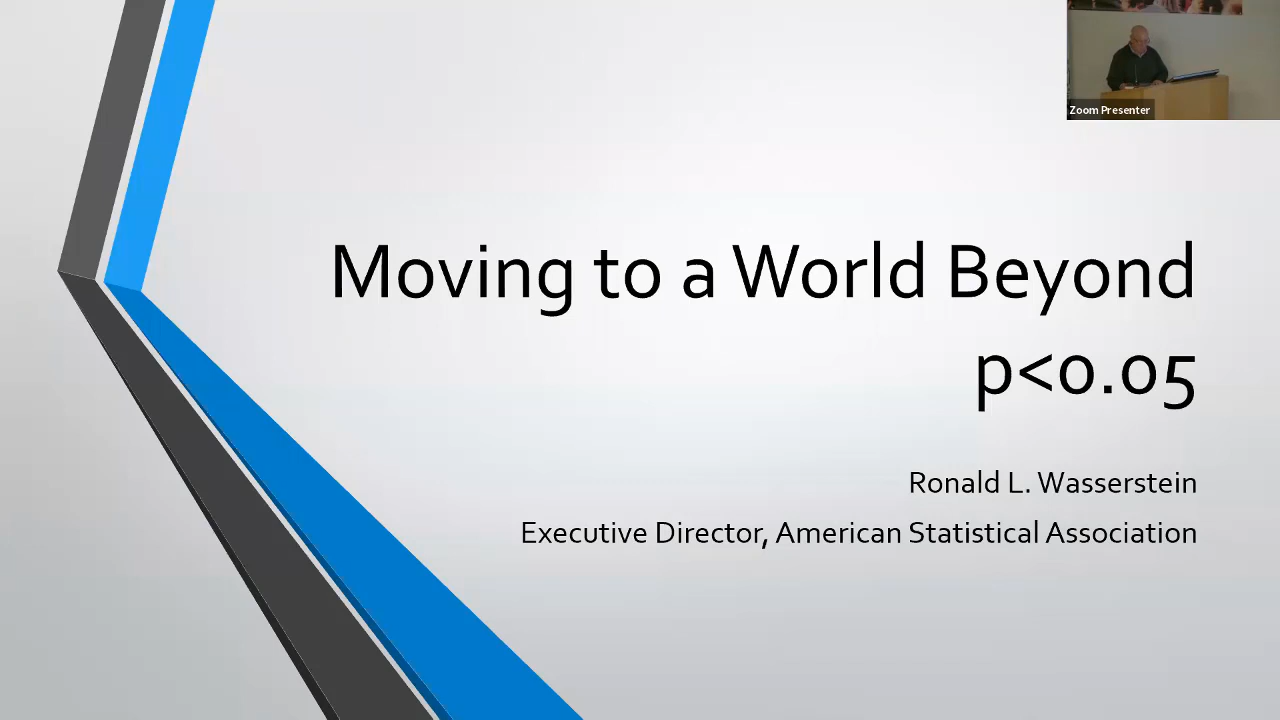 Zoom Presenter
Moving to a World Beyond
p<0.05
Ronald L. Wasserstein
Executive Director, American Statistical Association